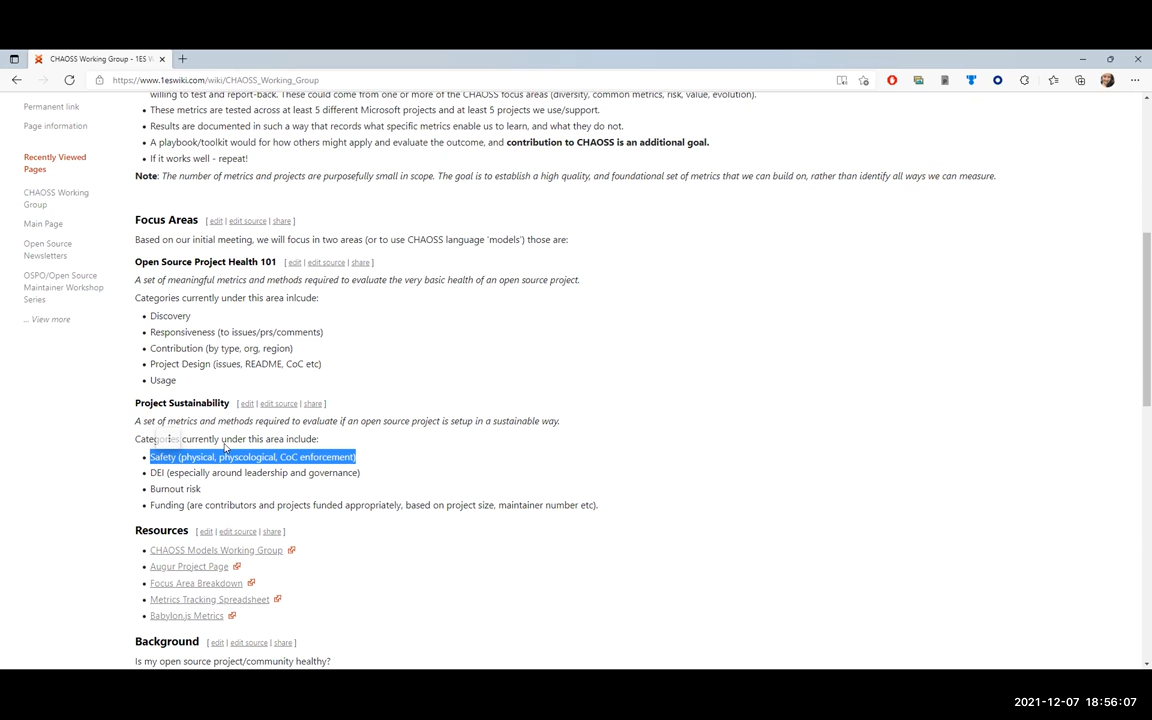 CHAOSS Working Group - 1ES W
https://www.1eswiki.com/wiki/CHAOSS_Working_Group
Permanent link
Page information
Recently Viewed
Pages
CHAOSS Working
Group
Main Page
Open Source
Newsletters
OSPO/Open Source
Maintainer Workshop
Series
... View more
willing to test and report-back. These could come from one or more of the CHAOSS focus areas (diversity, common metrics, risk, value, evolution).
• These metrics are tested across at least 5 different Microsoft projects and at least 5 projects we use/support.
• Results are documented in such a way that records what specific metrics enable us to learn, and what they do not.
• A playbook/toolkit would for how others might apply and evaluate the outcome, and contribution to CHAOSS is an additional goal.
• If it works well - repeat!
Note: The number of metrics and projects are purposefully small in scope. The goal is to establish a high quality, and foundational set of metrics that we can build on, rather than identify all ways we can measure.
Focus Areas [ edit | edit source | share ]
Based on our initial meeting, we will focus in two areas (or to use CHAOSS language 'models') those are:
Open Source Project Health 101 [ edit | edit source | share ]
A set of meaningful metrics and methods required to evaluate the very basic health of an open source project.
Categories currently under this area inlcude:
• Discovery
• Responsiveness (to issues/prs/comments)
• Contribution (by type, org, region)
• Project Design (issues, README, CoC etc)
• Usage
Project Sustainability [ edit | edit source | share ]
A set of metrics and methods required to evaluate if an open source project is setup in a sustainable way.
Categories currently under this area include:
• Safety (physical, physcological, CoC enforcement)
• DEI (especially around leadership and governance)
• Burnout risk
• Funding (are contributors and projects funded appropriately, based on project size, maintainer number etc).
Resources [ edit | edit source | share ]
• CHAOSS Models Working Group
• Augur Project Page
• Focus Area Breakdown
• Metrics Tracking Spreadsheet
• Babylon.js Metrics
Background [ edit | edit source | share ]
Is my open source project/community healthy?
2021-12-07 18:56:07